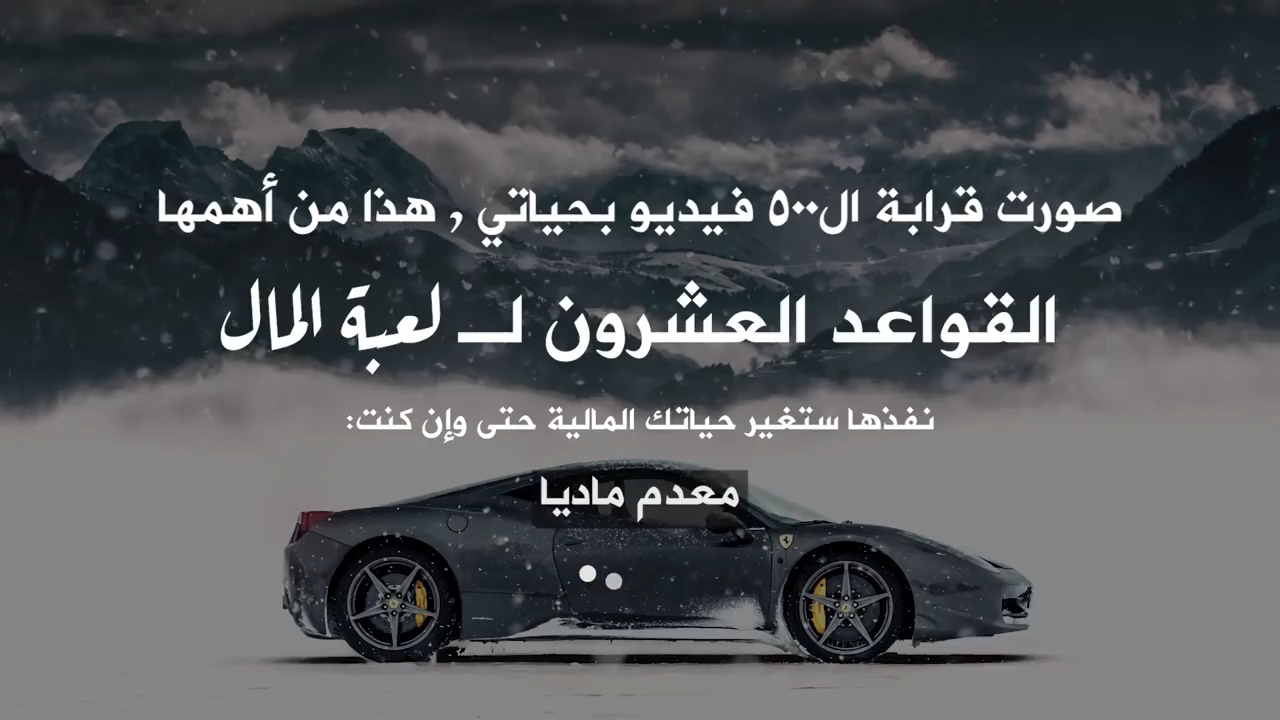 صورت قرابة ال٥٠٠ فيديو بحياتي , هذا من أهمها
القواعد العشرون لـ لعبة المال
نفذها ستغير حياتك المالية حتى وإن كنت:
معدم ماديا